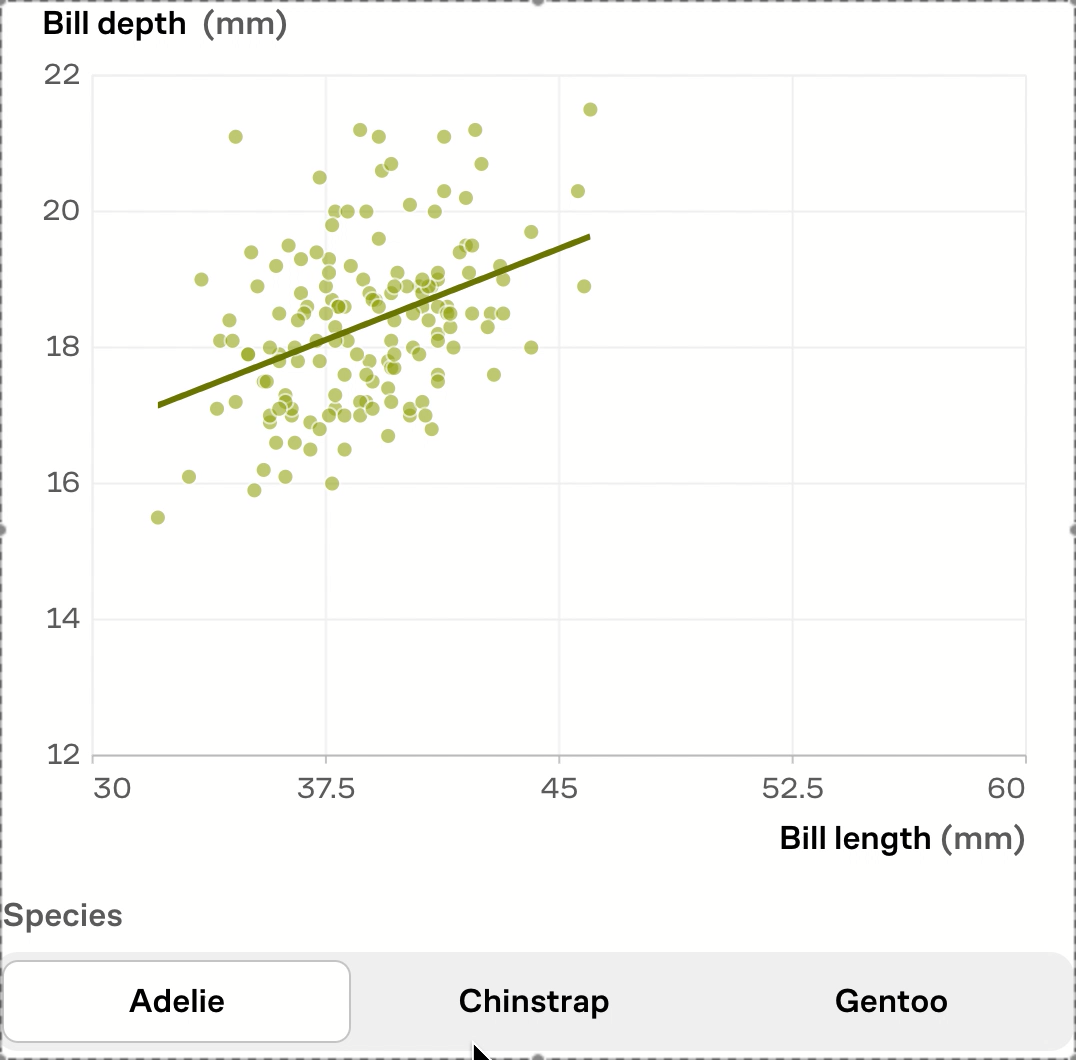 Bill depth (mm)
22
20
18
16
14
12
30 37.5 45 52.5 60
Bill length (mm)
Species
Adelie Chinstrap Gentoo